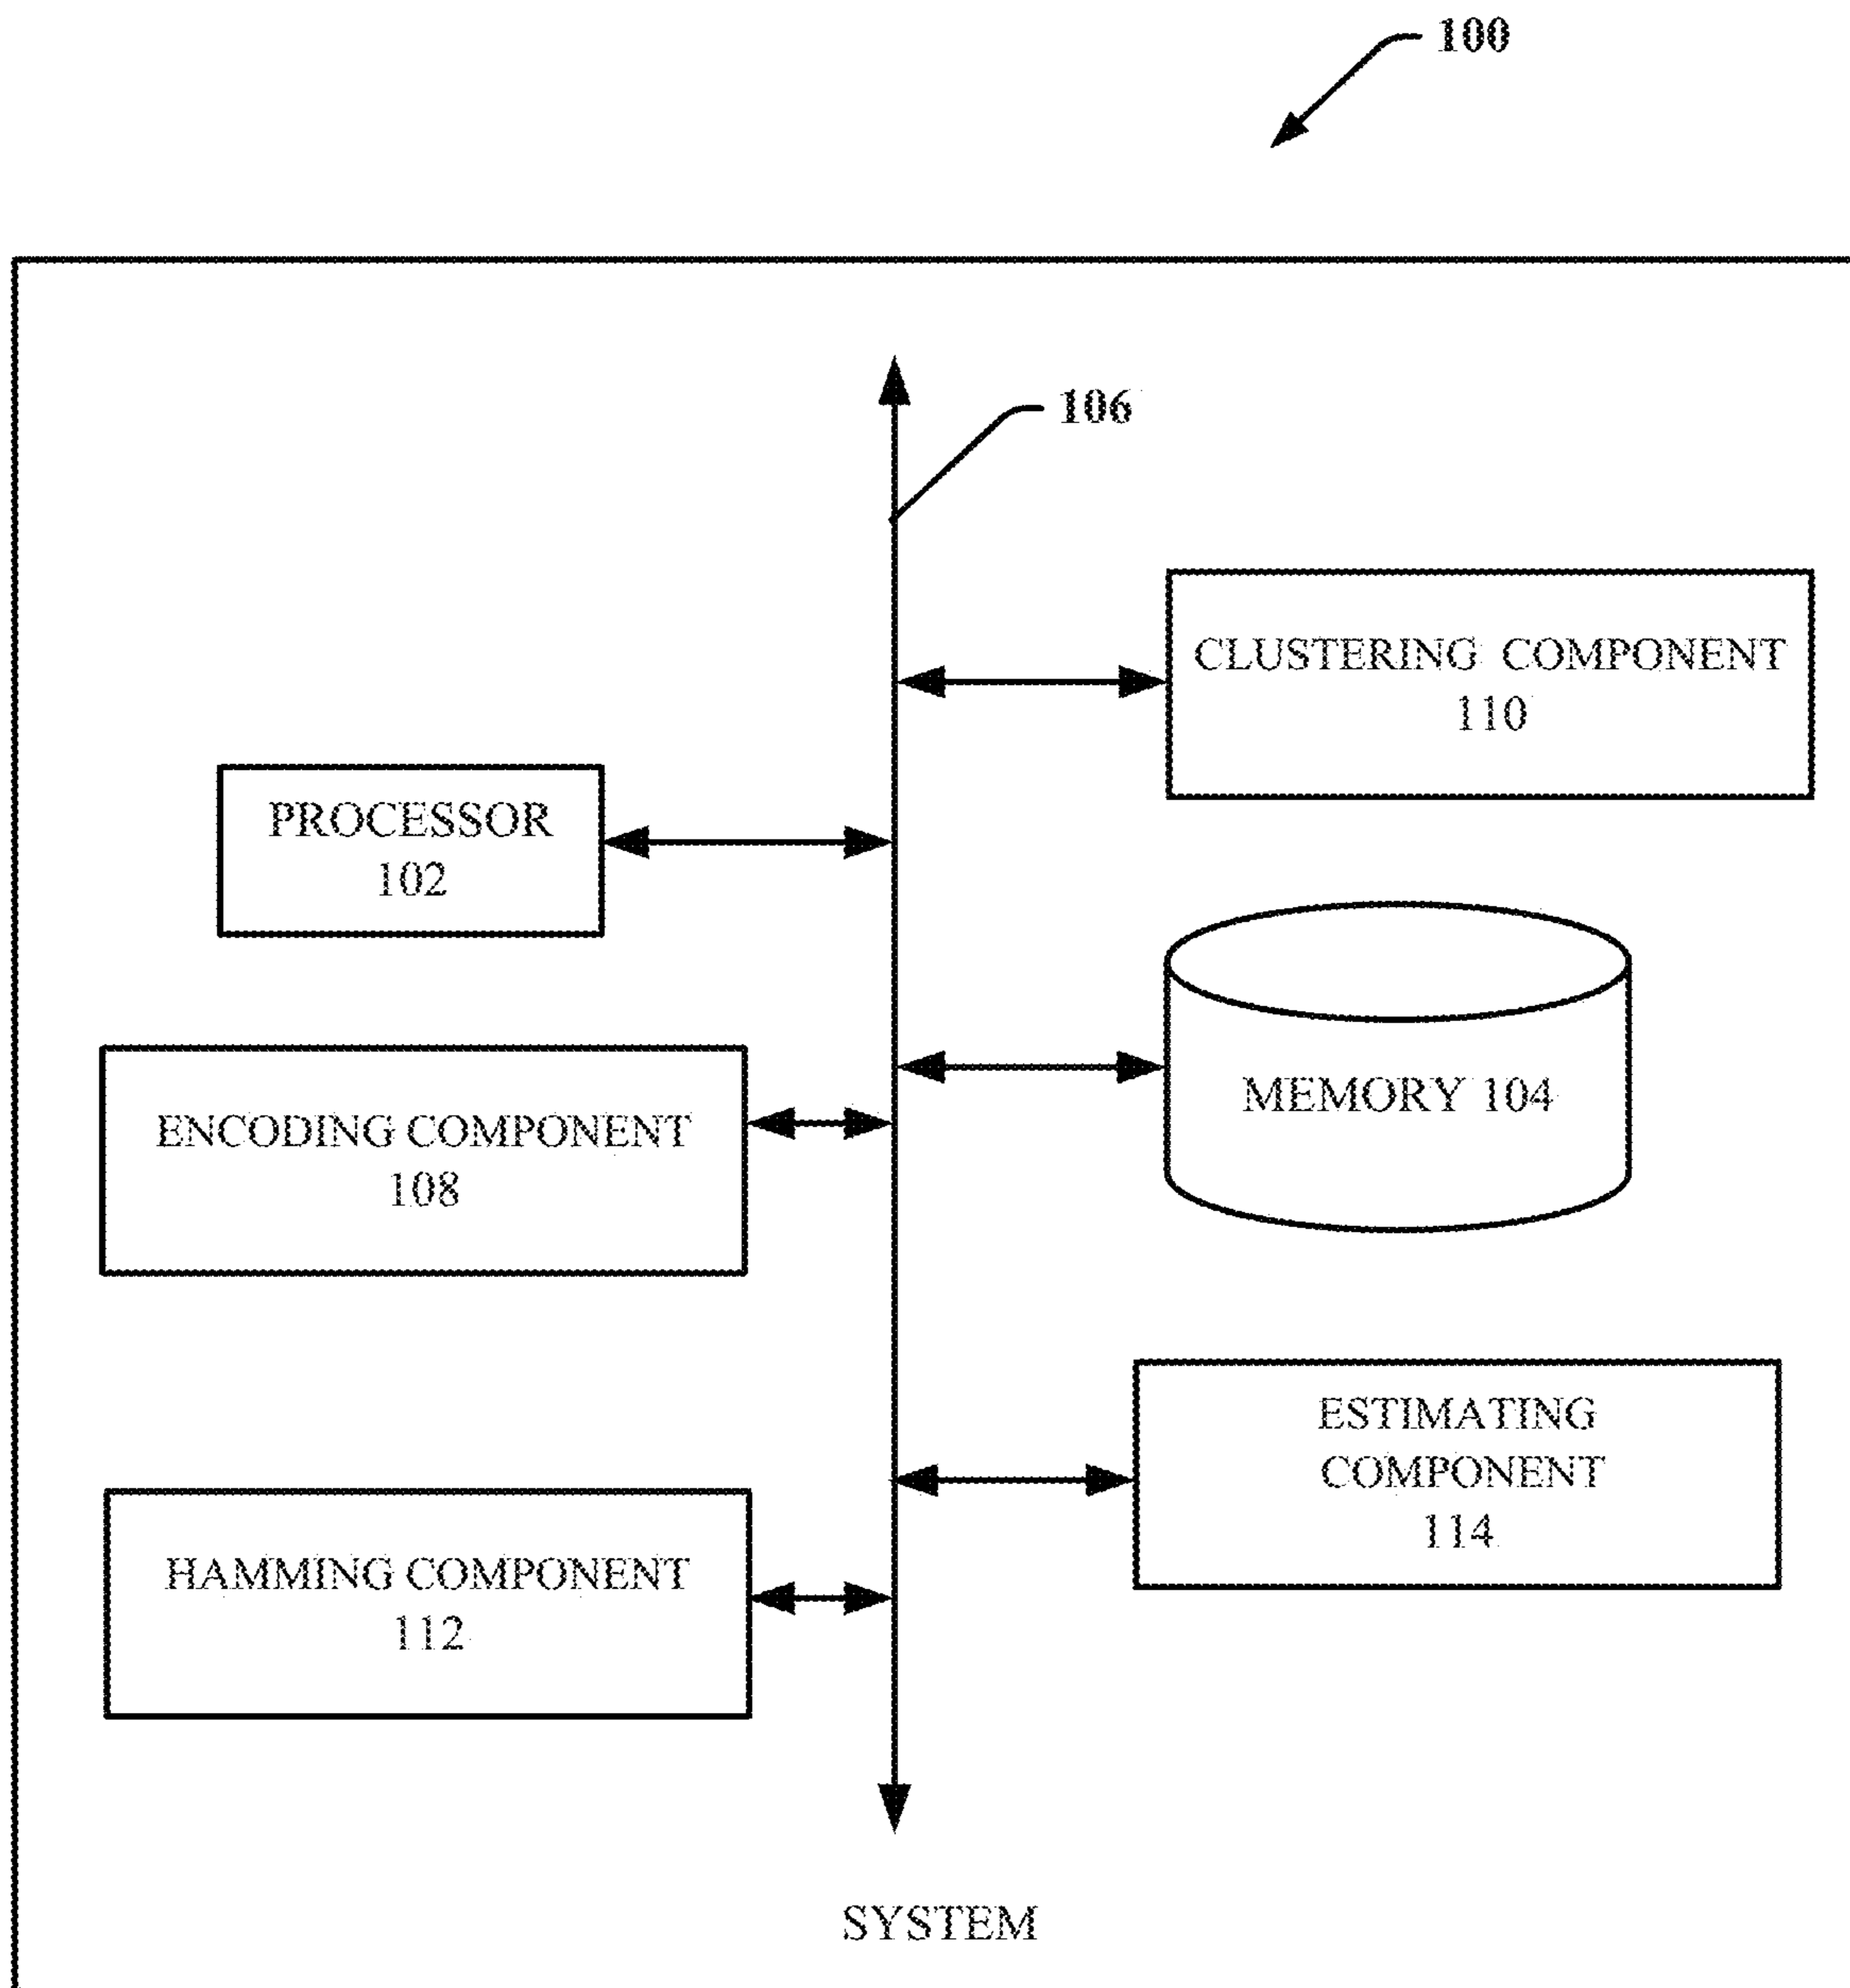 100
106
CLUSTERING COMPONENT
110
PROCESSOR
102
MEMORY 104
ENCODING COMPONENT
108
ESTIMATING
COMPONENT
114
HAMMING COMPONENT
112
SYSTEM